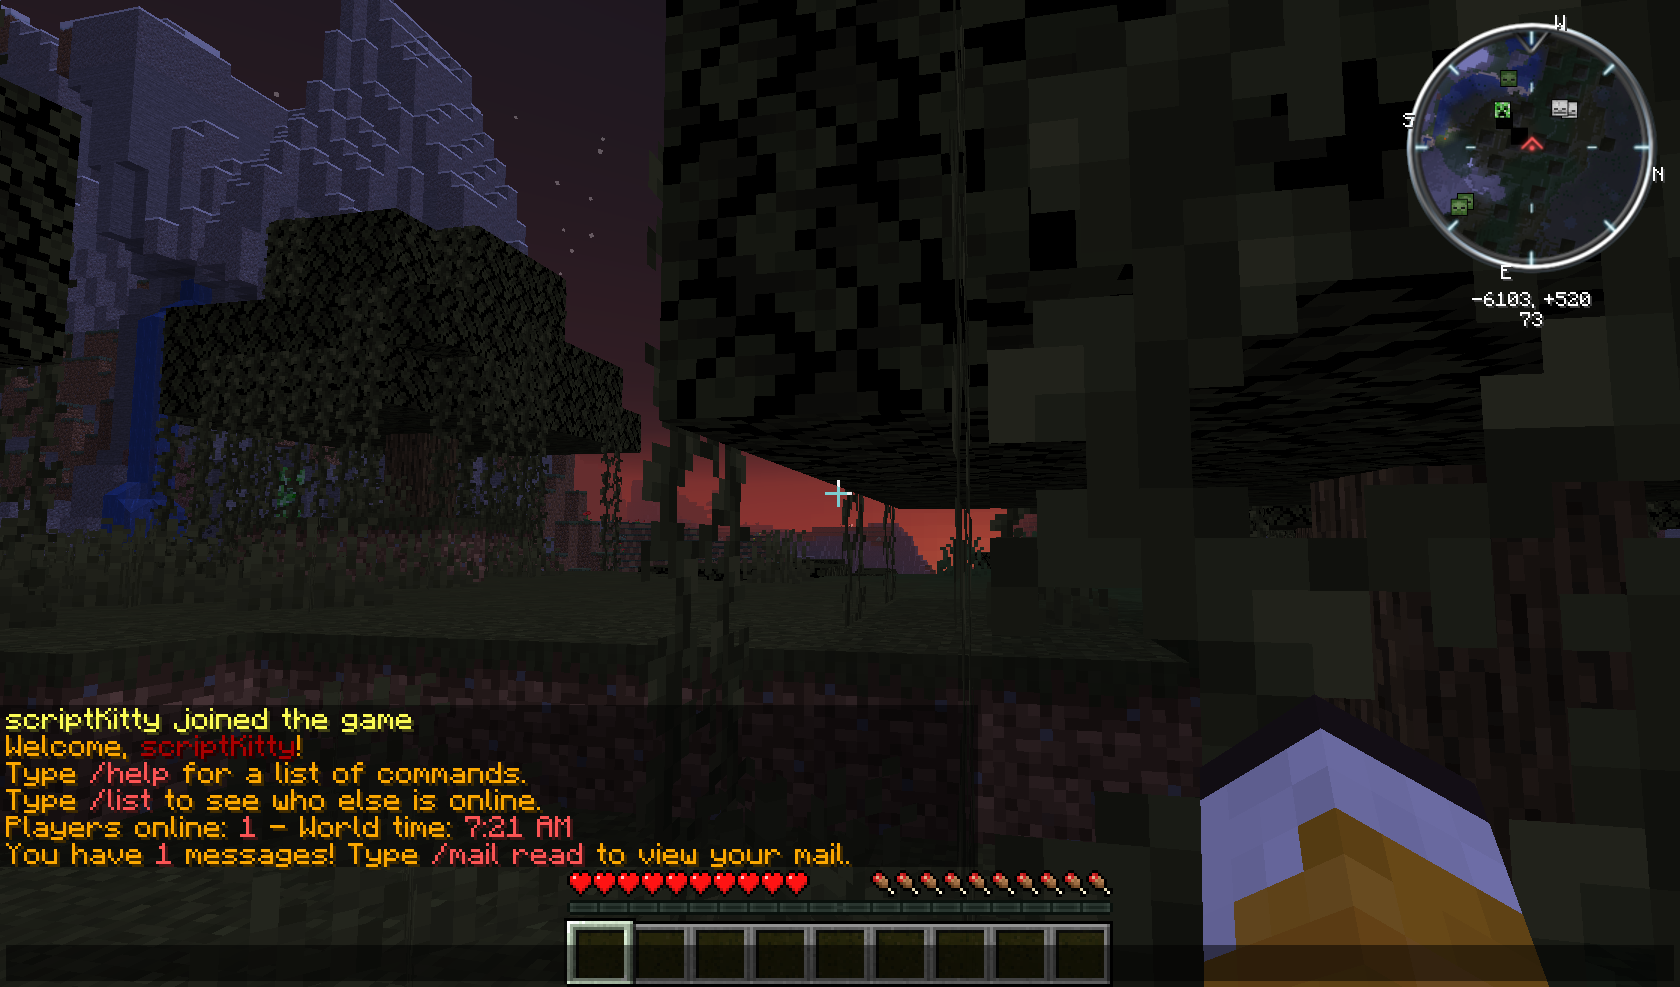 W
S
N
E
-6103, +520
73
scriptKitty joined the game
Welcome, scriptKitty!
Type /help for a list of commands.
Type /list to see who else is online.
Players online: 1 - World time: 7:21 AM
You have 1 messages! Type /mail read to view your mail.